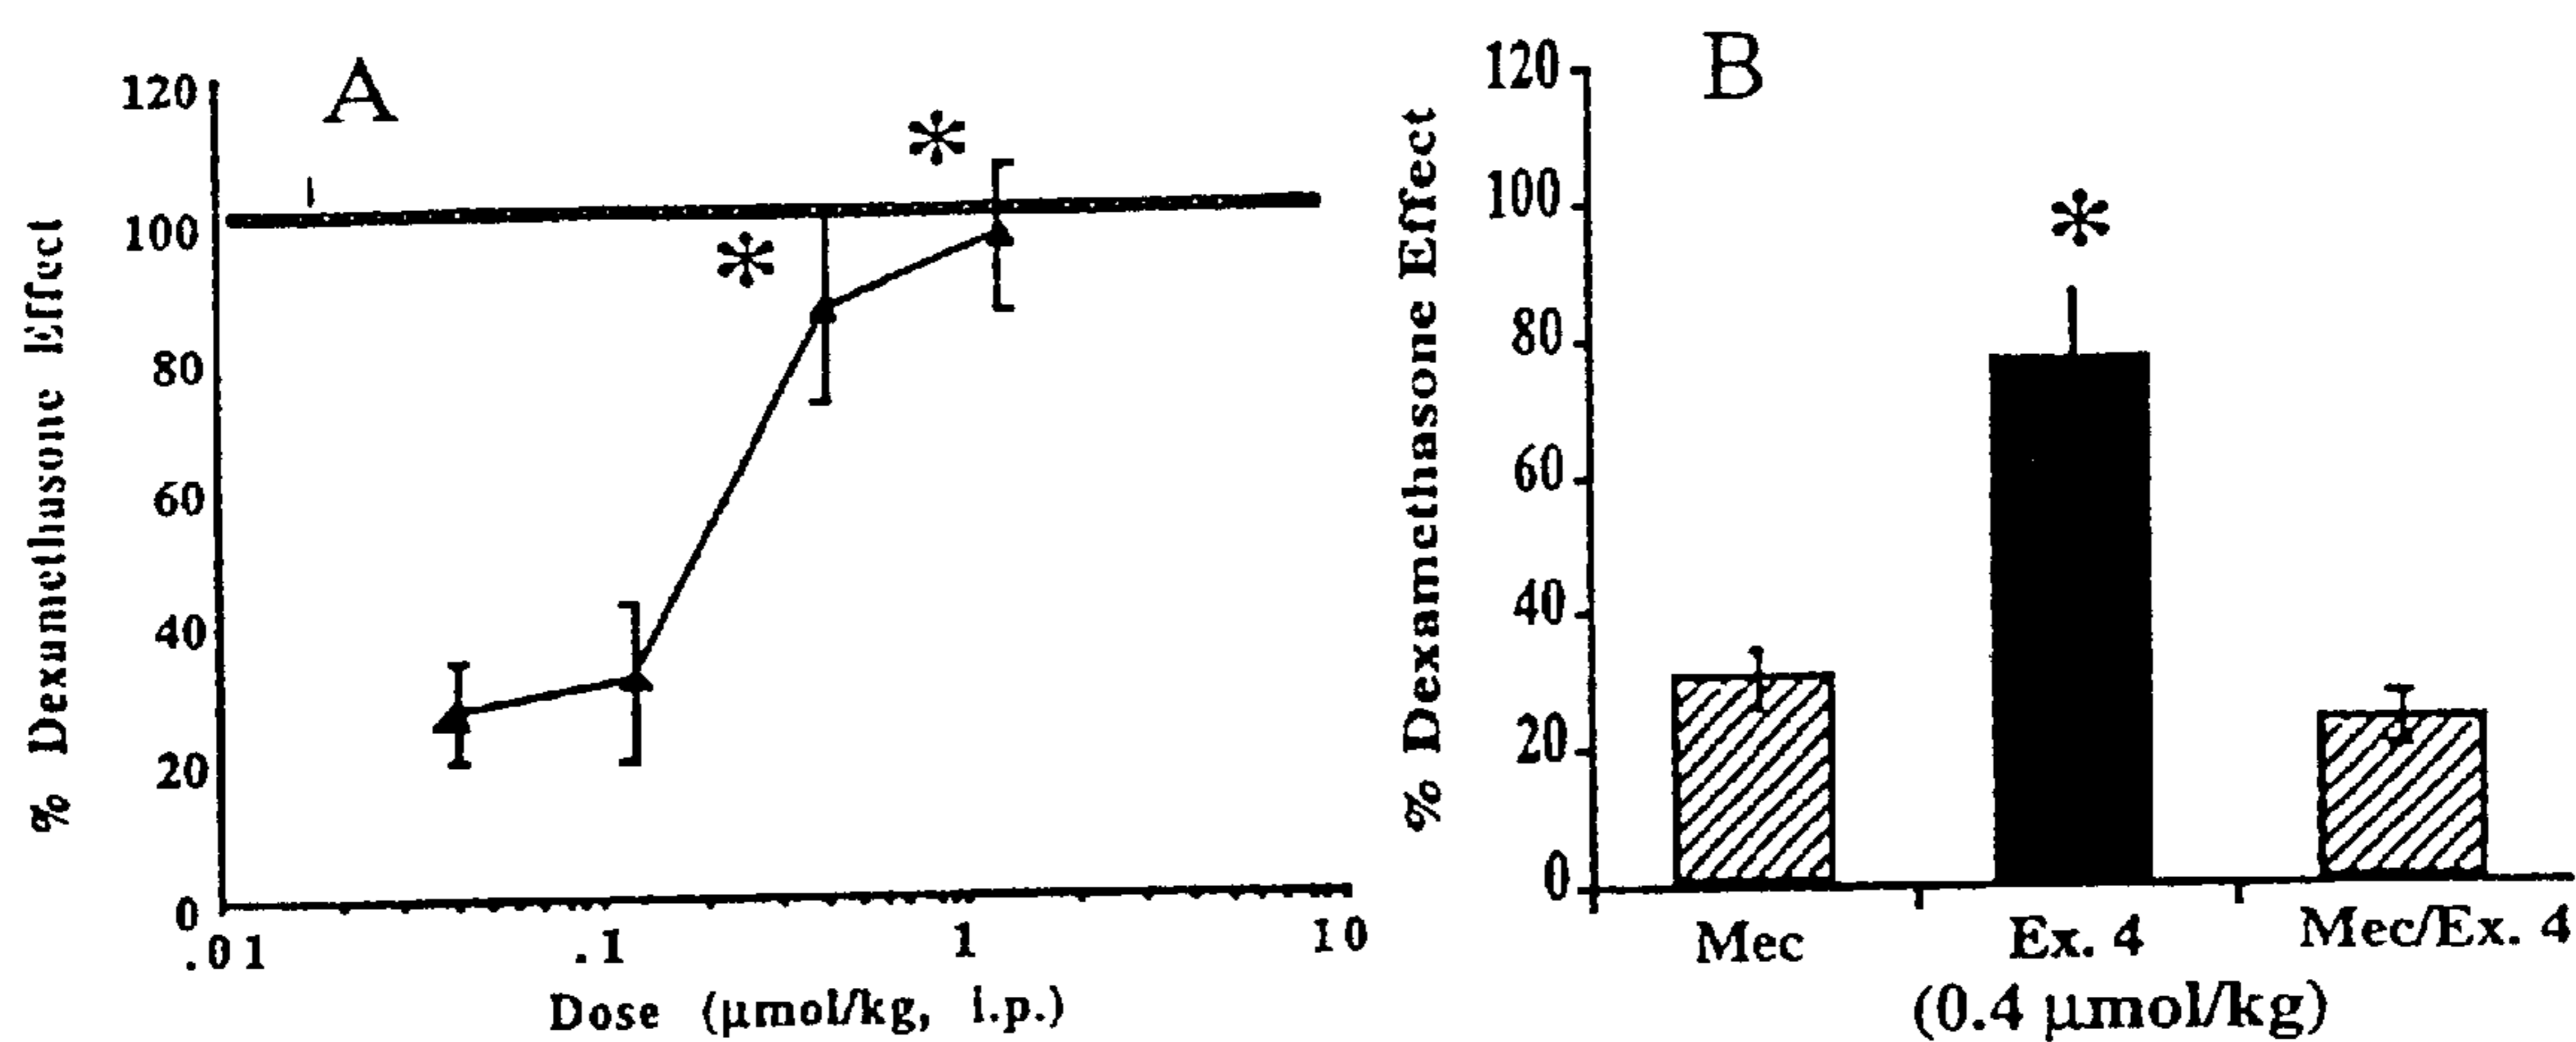 A
120
100
80
60
40
20
0
% Dexamethasone Effect
.01 .1 1 10
Dose (µmol/kg, i.p.)
*
*
B
120
100
80
60
40
20
0
% Dexamethasone Effect
*
Mec Ex. 4 Mec/Ex. 4
(0.4 µmol/kg)